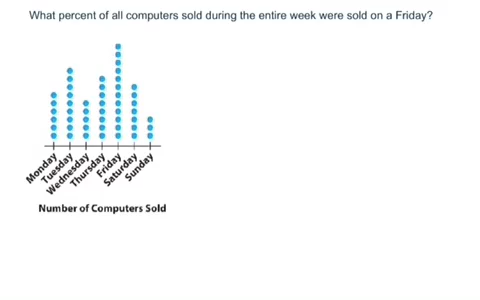 What percent of all computers sold during the entire week were sold on a Friday?
Monday
Tuesday
Wednesday
Thursday
Friday
Saturday
Sunday
Number of Computers Sold